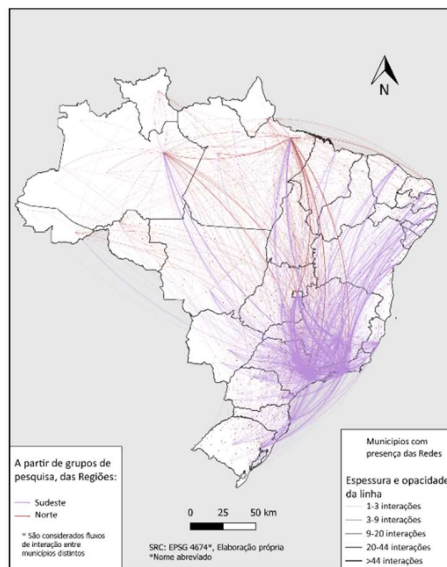 N
A partir de grupos de
pesquisa, das Regiões:
Sudeste
Norte
* São considerados fluxos
de interação entre
municípios distintos
0 25 50 km
SRC: EPSG 4674*, Elaboração própria
*Nome abreviado
Municípios com
presença das Redes
Espessura e opacidade
da linha
1-3 interações
3-9 interações
9-20 interações
20-44 interações
>44 interações